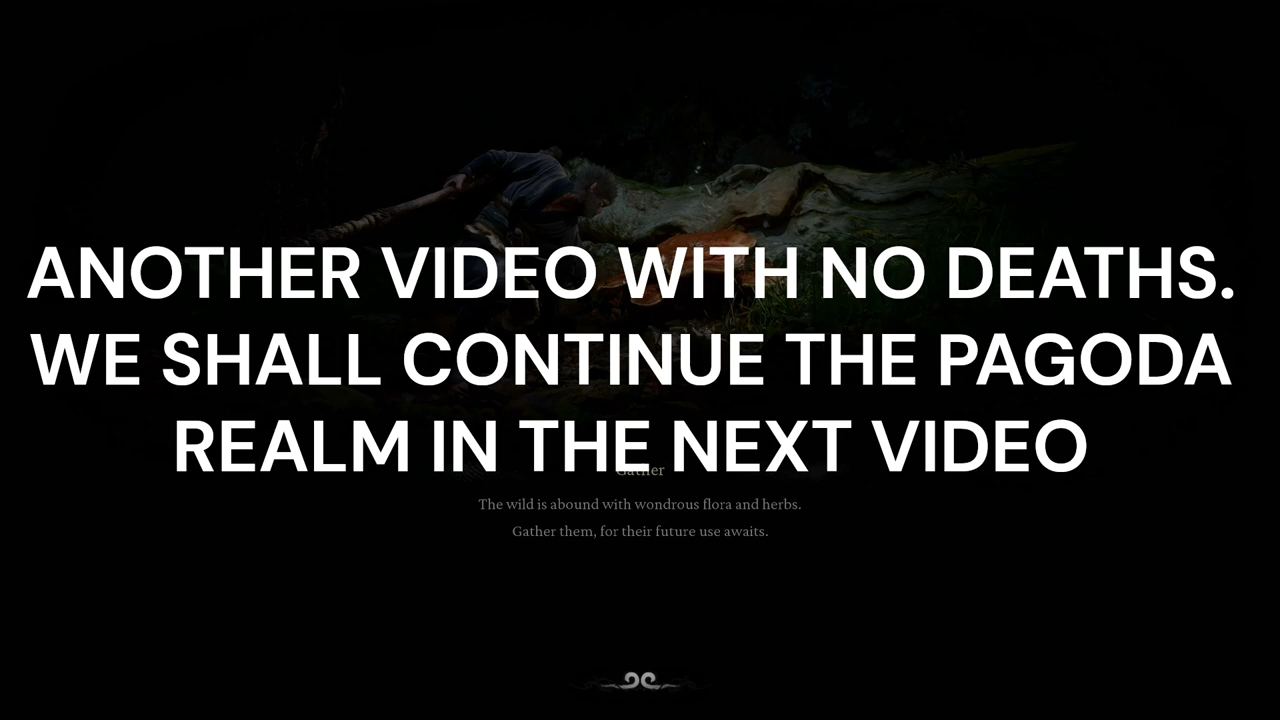 ANOTHER VIDEO WITH NO DEATHS.
WE SHALL CONTINUE THE PAGODA
REALM IN THE NEXT VIDEO
Gather
The wild is abound with wondrous flora and herbs.
Gather them, for their future use awaits.